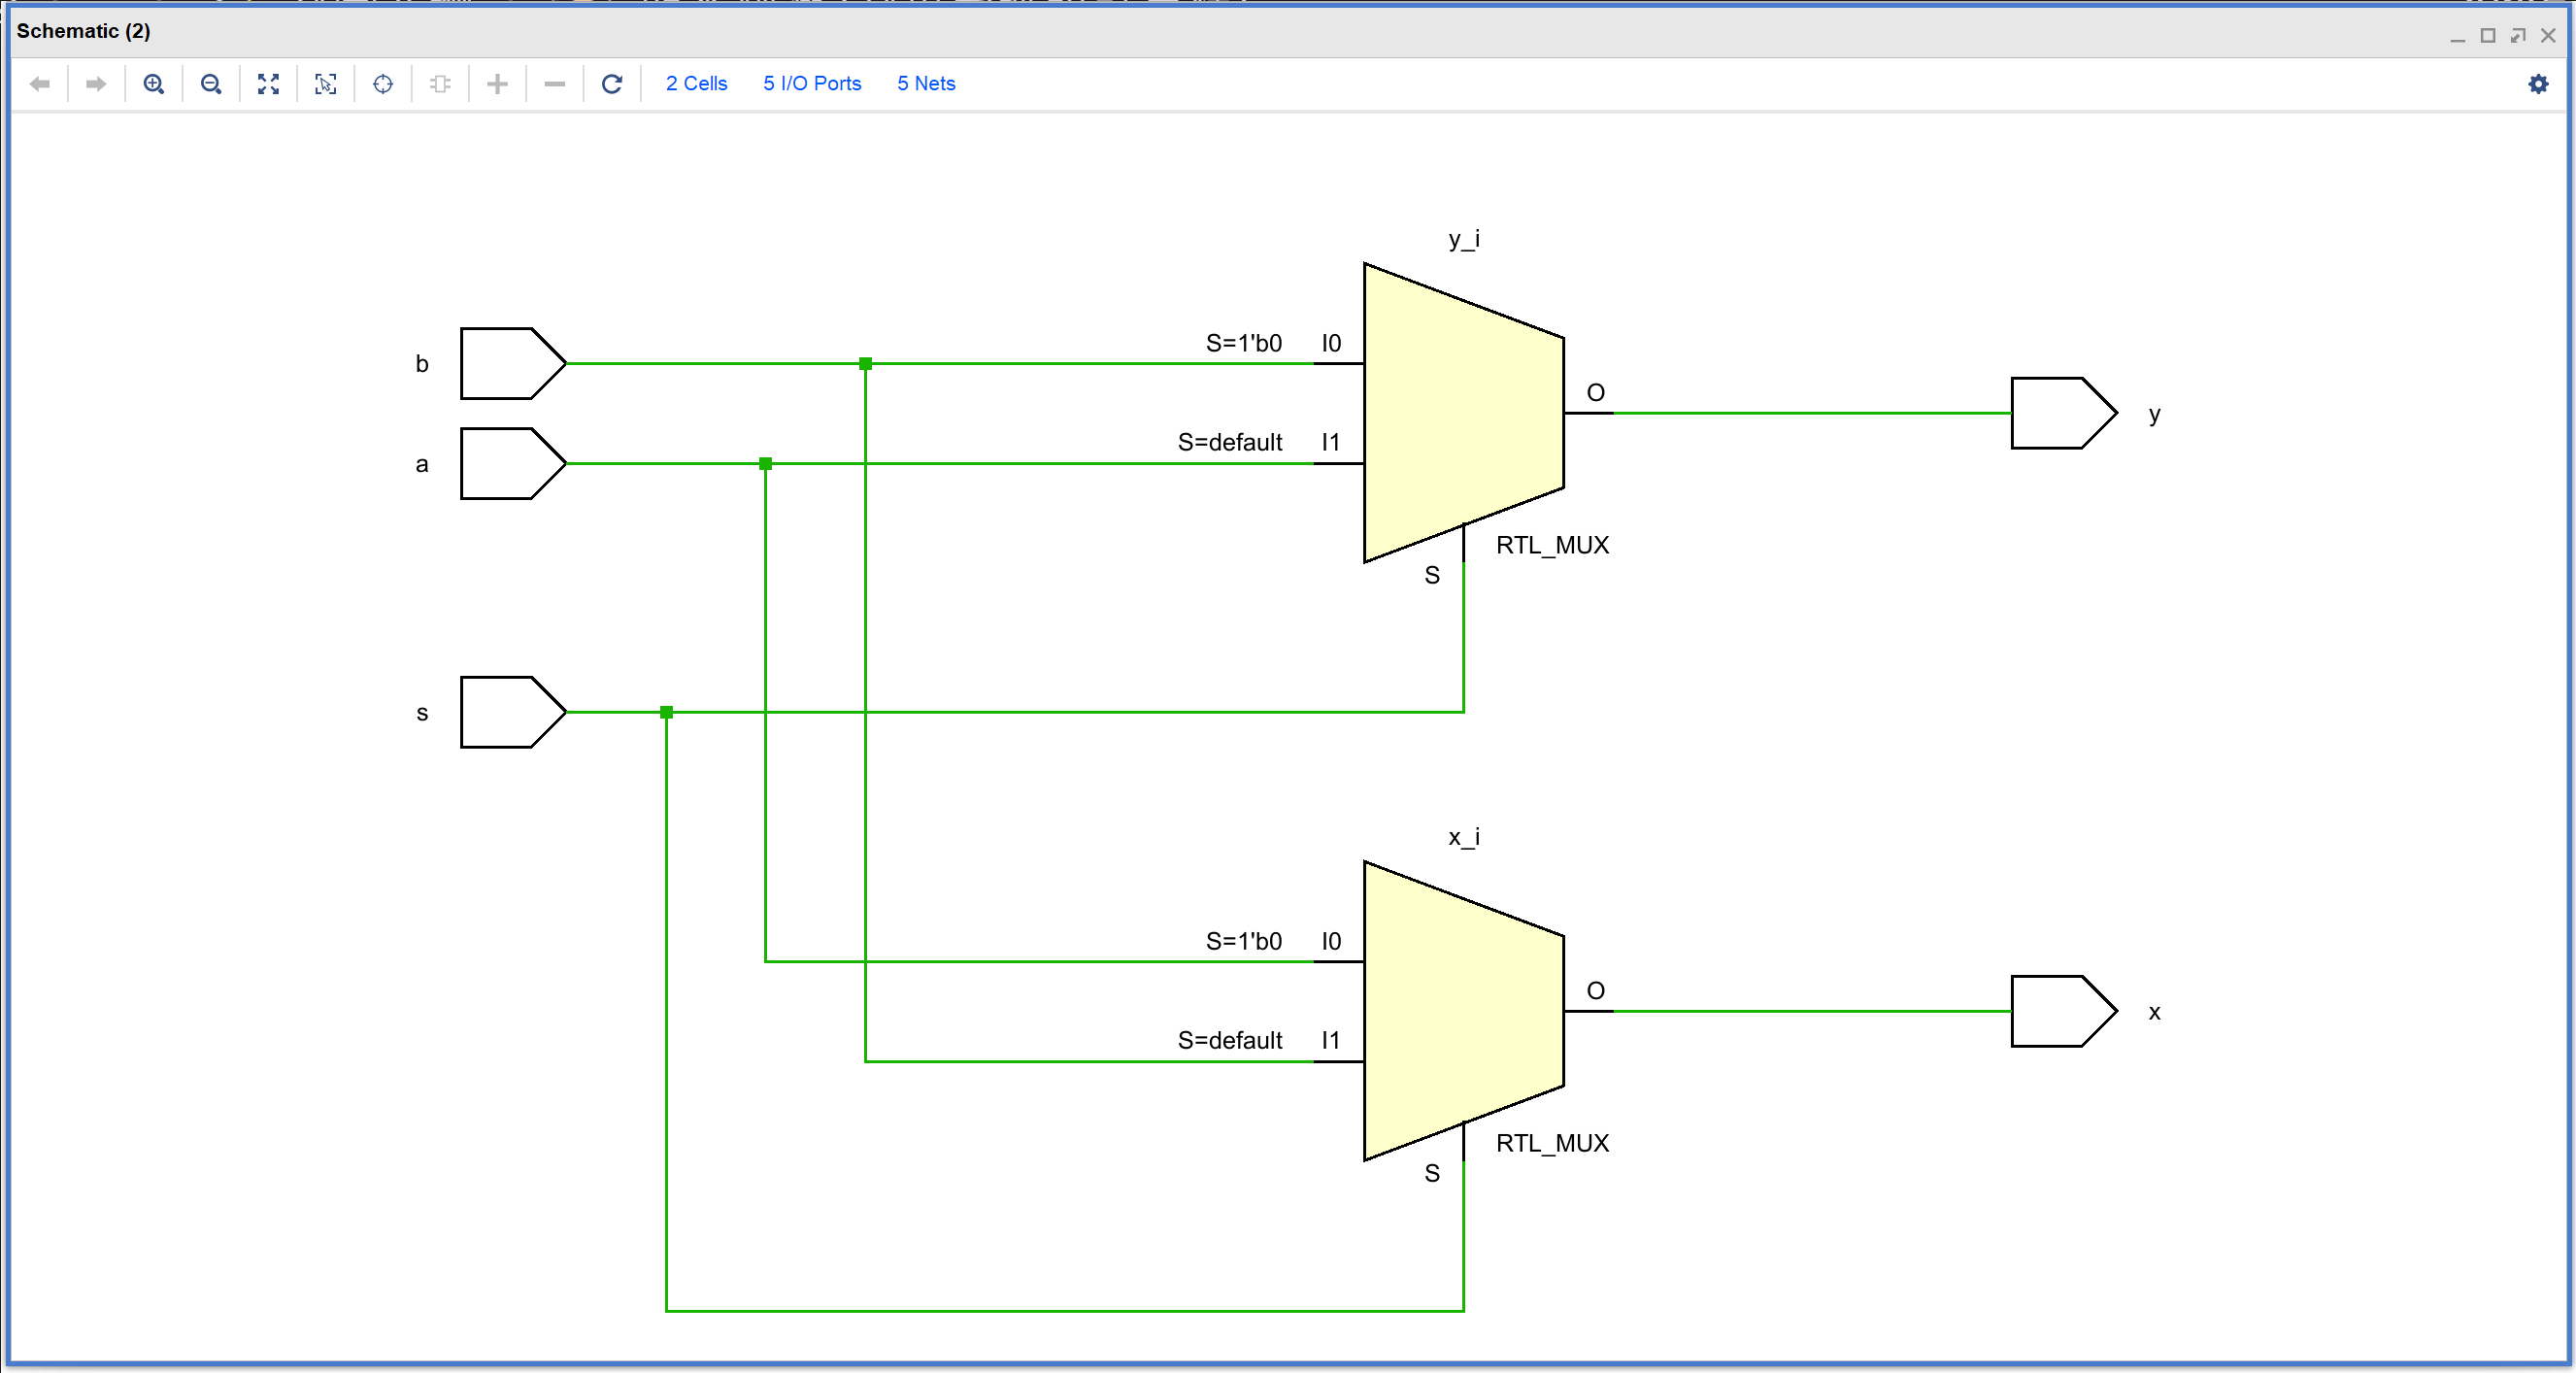 Schematic (2)
2 Cells 5 I/O Ports 5 Nets
y_i
b S=1'b0 I0
O
y
a S=default I1
RTL_MUX
S
s
x_i
S=1'b0 I0
O
x
S=default I1
RTL_MUX
S